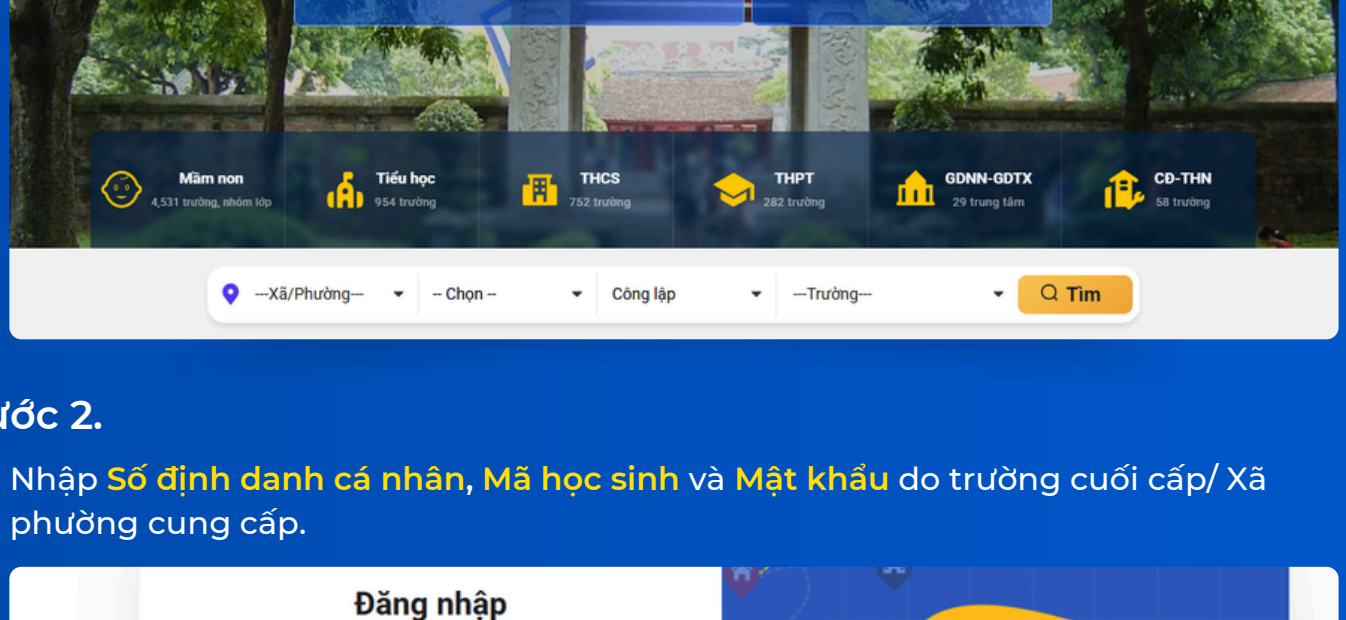 Mầm non
4,531 trường, nhóm lớp
Tiểu học
954 trường
THCS
752 trường
THPT
282 trường
GDNN-GDTX
29 trung tâm
CĐ-THN
58 trường
---Xã/Phường---
-- Chọn --
Công lập
---Trường---
Tìm
ước 2.
Nhập Số định danh cá nhân, Mã học sinh và Mật khẩu do trường cuối cấp/ Xã
phường cung cấp.
Đăng nhập